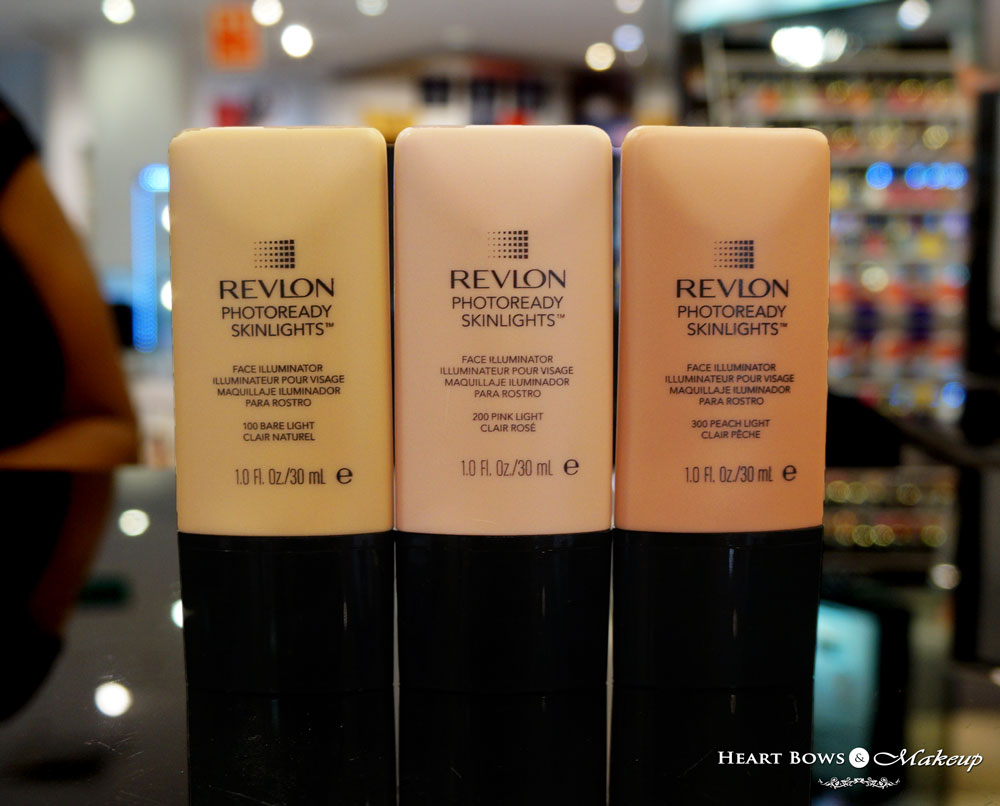 REVLON
PHOTOREADY
SKINLIGHTS™
FACE ILLUMINATOR
ILLUMINATEUR POUR VISAGE
MAQUILLAJE ILUMINADOR
PARA ROSTRO
100 BARE LIGHT
CLAIR NATUREL
1.0 Fl. Oz./30 mL e
REVLON
PHOTOREADY
SKINLIGHTS™
FACE ILLUMINATOR
ILLUMINATEUR POUR VISAGE
MAQUILLAJE ILUMINADOR
PARA ROSTRO
200 PINK LIGHT
CLAIR ROSÉ
1.0 Fl. Oz./30 mL e
REVLON
PHOTOREADY
SKINLIGHTS™
FACE ILLUMINATOR
ILLUMINATEUR POUR VISAGE
MAQUILLAJE ILUMINADOR
PARA ROSTRO
300 PEACH LIGHT
CLAIR PÊCHE
1.0 Fl. Oz./30 mL e
HEART BOWS & Makeup